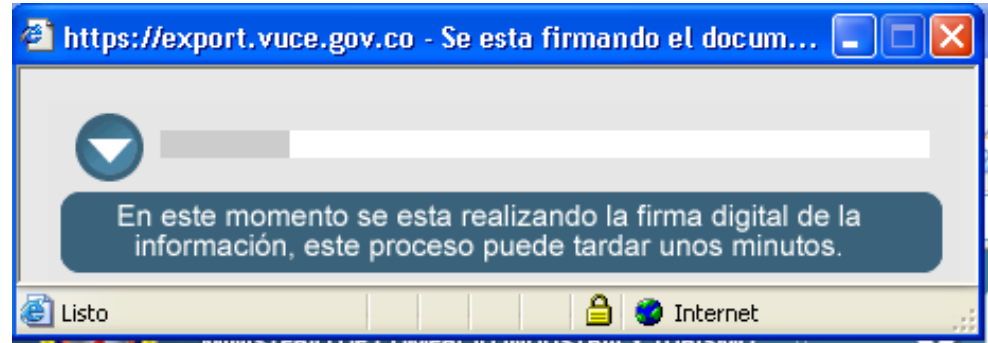 https://export.vuce.gov.co - Se esta firmando el docum...
En este momento se esta realizando la firma digital de la
información, este proceso puede tardar unos minutos.
Listo
Internet